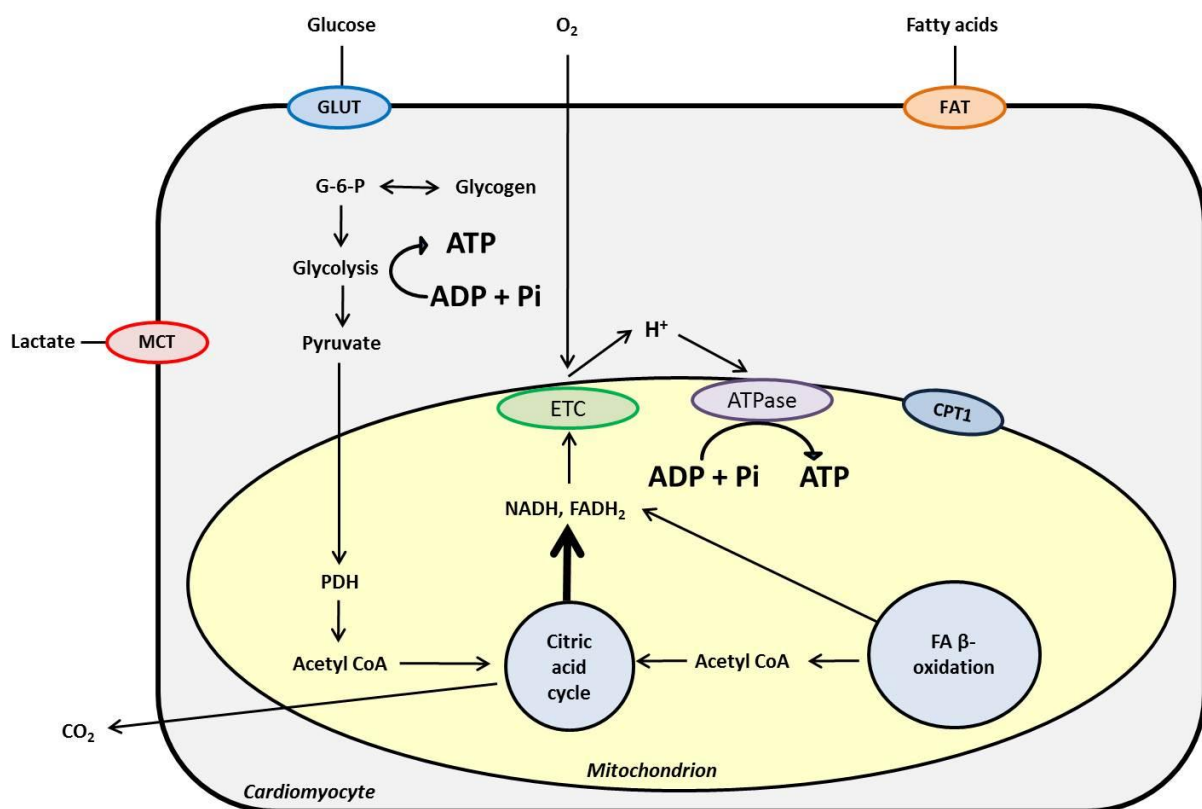 Glucose
O₂
Fatty acids
GLUT
FAT
G-6-P
Glycogen
ATP
Glycolysis
ADP + Pi
Lactate
MCT
Pyruvate
H⁺
ETC
ATPase
CPT1
ADP + Pi
ATP
NADH, FADH₂
PDH
Acetyl CoA
Citric
acid
cycle
Acetyl CoA
FA β-
oxidation
CO₂
Mitochondrion
Cardiomyocyte